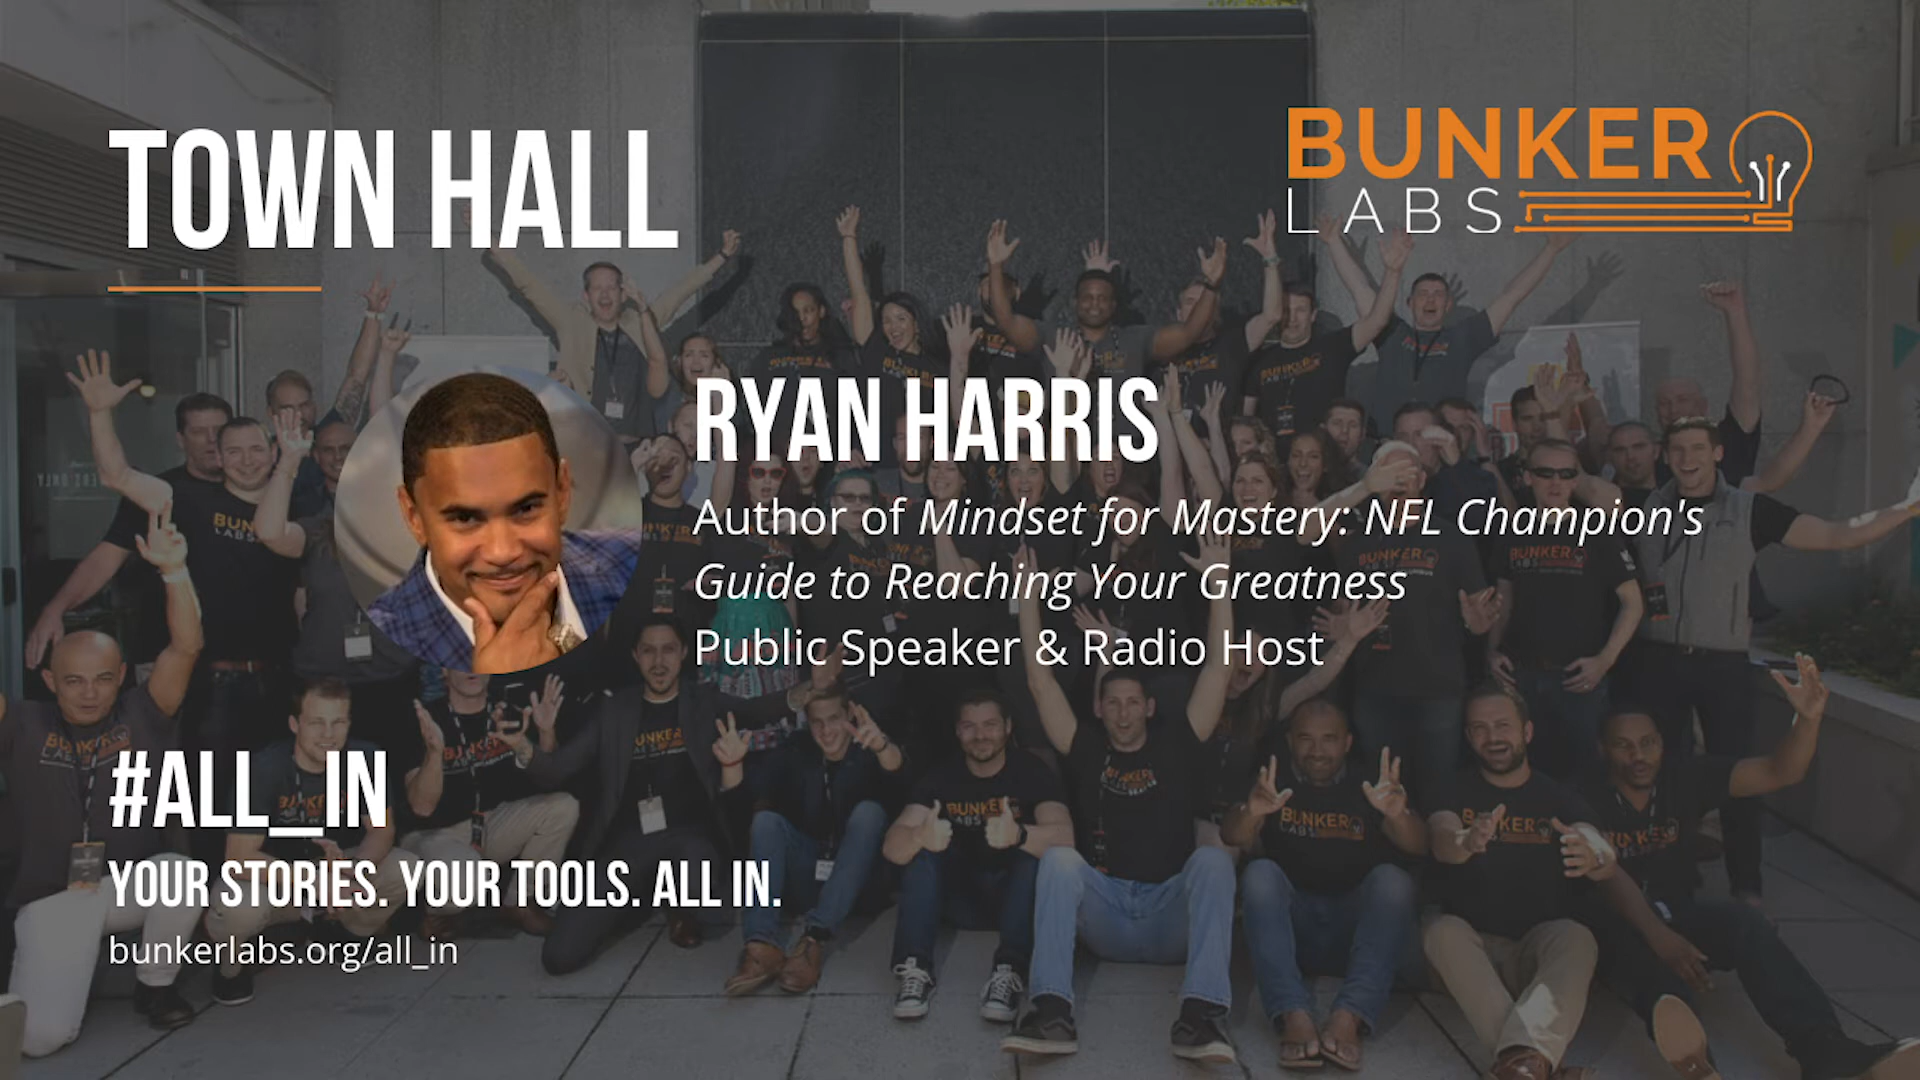 TOWN HALL
BUNKER
LABS
RYAN HARRIS
Author of Mindset for Mastery: NFL Champion's
Guide to Reaching Your Greatness
Public Speaker & Radio Host
#ALL_IN
YOUR STORIES. YOUR TOOLS. ALL IN.
bunkerlabs.org/all_in